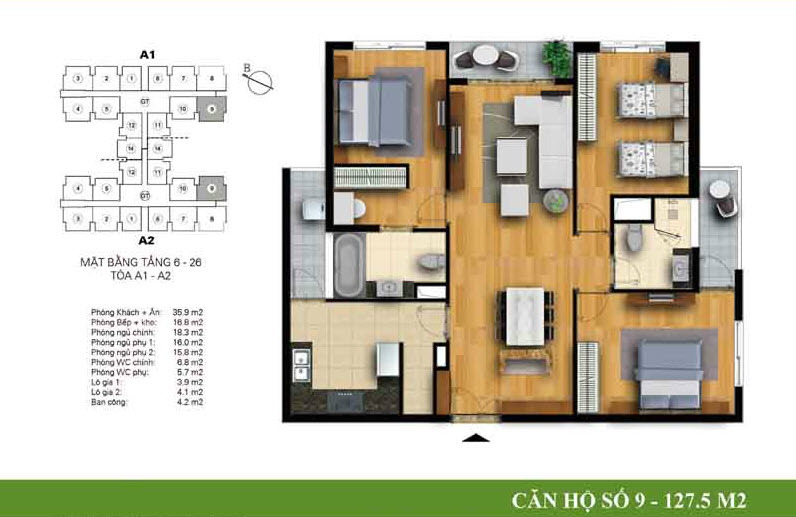 A1
3 2 1 6 7 8
GT
4 5 10 9
12 11
14 14
12 11
4 5 10 9
GT
3 2 1 6 7 8
A2
B
MẶT BẰNG TẦNG 6 - 26
TÒA A1 - A2
Phòng Khách + Ăn: 35.9 m2
Phòng Bếp + kho: 16.8 m2
Phòng ngủ chính: 18.3 m2
Phòng ngủ phụ 1: 16.0 m2
Phòng ngủ phụ 2: 15.8 m2
Phòng WC chính: 6.8 m2
Phòng WC phụ: 5.7 m2
Lô gia 1: 3.9 m2
Lô gia 2: 4.1 m2
Ban công: 4.2 m2
CĂN HỘ SỐ 9 - 127.5 M2